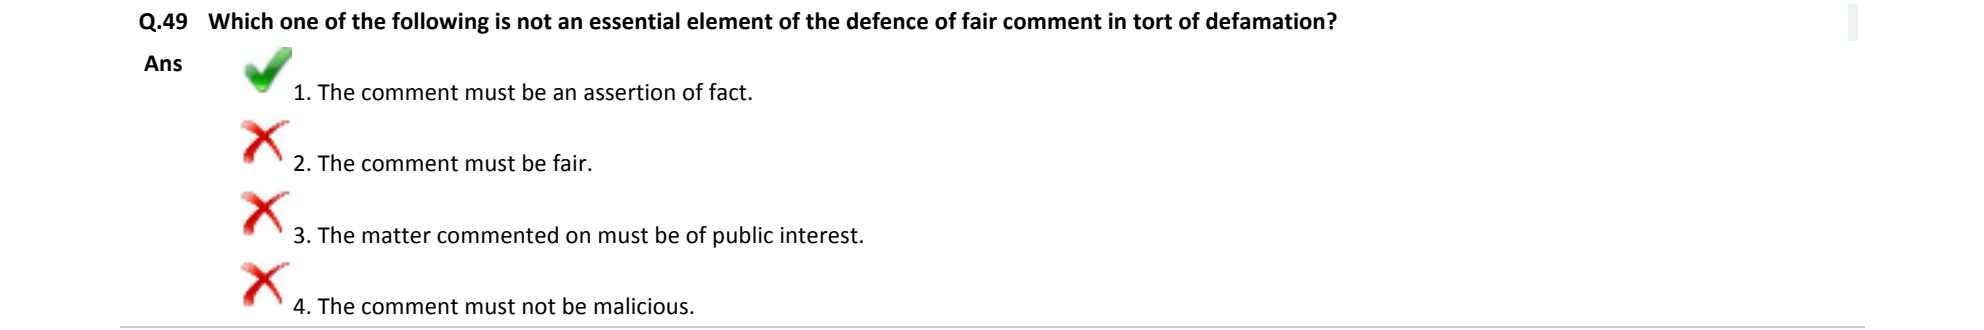 Q.49 Which one of the following is not an essential element of the defence of fair comment in tort of defamation?
Ans
1. The comment must be an assertion of fact.
2. The comment must be fair.
3. The matter commented on must be of public interest.
4. The comment must not be malicious.